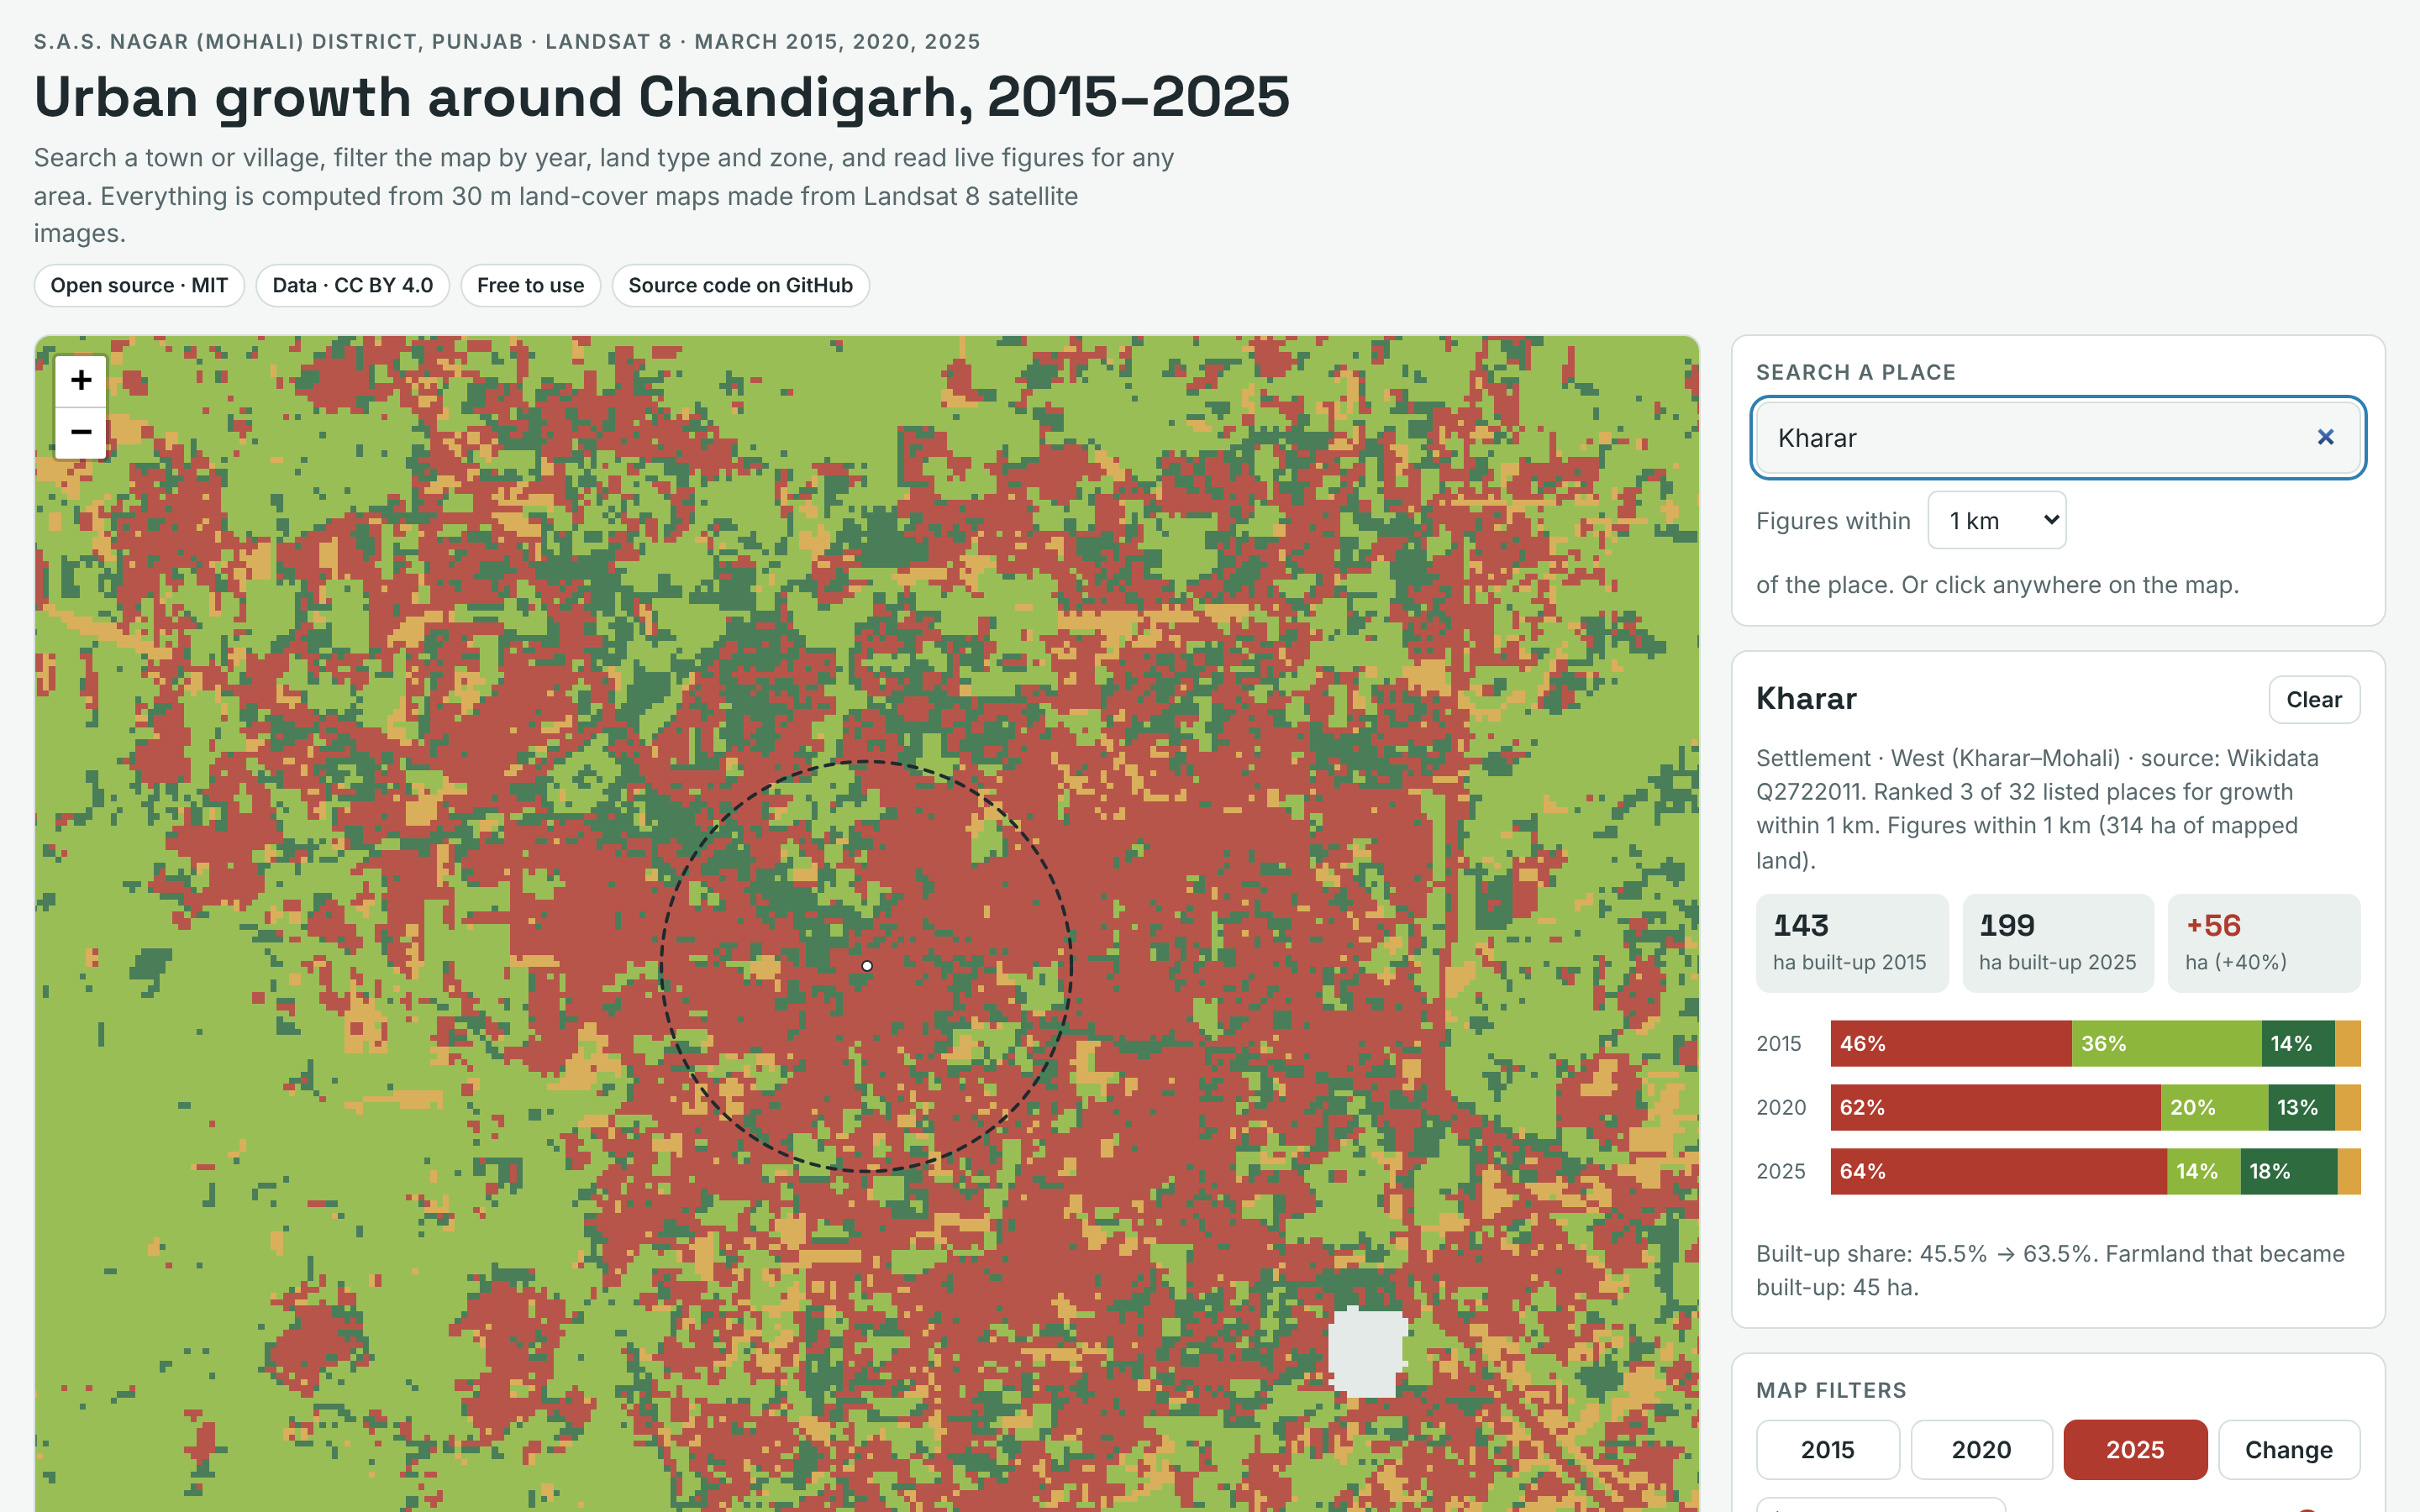 S.A.S. NAGAR (MOHALI) DISTRICT, PUNJAB · LANDSAT 8 · MARCH 2015, 2020, 2025
Urban growth around Chandigarh, 2015–2025
Search a town or village, filter the map by year, land type and zone, and read live figures for any
area. Everything is computed from 30 m land-cover maps made from Landsat 8 satellite
images.
Open source · MIT
Data · CC BY 4.0
Free to use
Source code on GitHub
+
−
SEARCH A PLACE
Kharar
×
Figures within
1 km
of the place. Or click anywhere on the map.
Kharar
Clear
Settlement · West (Kharar–Mohali) · source: Wikidata
Q2722011. Ranked 3 of 32 listed places for growth
within 1 km. Figures within 1 km (314 ha of mapped
land).
143
ha built-up 2015
199
ha built-up 2025
+56
ha (+40%)
2015 46% 36% 14%
2020 62% 20% 13%
2025 64% 14% 18%
Built-up share: 45.5% → 63.5%. Farmland that became
built-up: 45 ha.
MAP FILTERS
2015
2020
2025
Change